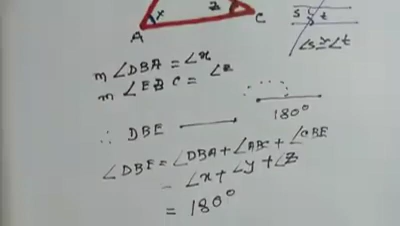 x z
A C
s t
∠s≅∠t
m∠DBA = ∠x
m∠EBC = ∠z
180°
∴ DBE
∠DBE = ∠DBA + ∠ABC + ∠CBE
= ∠x + ∠y + ∠z
= 180°